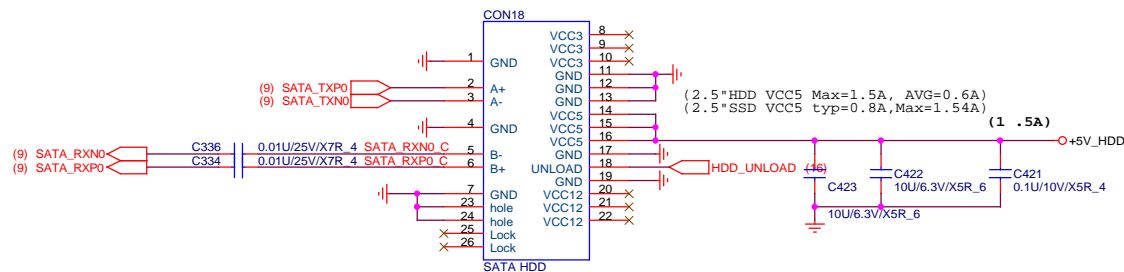 CON18
1 GND
(9) SATA_TXP0 2 A+
(9) SATA_TXN0 3 A-
4 GND
(9) SATA_RXN0 C336 0.01U/25V/X7R_4 SATA_RXN0_C 5 B-
(9) SATA_RXP0 C334 0.01U/25V/X7R_4 SATA_RXP0_C 6 B+
7 GND
23 hole
24 hole
25 Lock
26 Lock
VCC3 8
VCC3 9
VCC3 10
GND 11
GND 12
GND 13
VCC5 14
VCC5 15
VCC5 16
GND 17
UNLOAD 18 HDD_UNLOAD (16)
GND 19
VCC12 20
VCC12 21
VCC12 22
SATA HDD
(2.5"HDD VCC5 Max=1.5A, AVG=0.6A)
(2.5"SSD VCC5 typ=0.8A,Max=1.54A)
(1 .5A)
+5V_HDD
C423
10U/6.3V/X5R_6
C422
10U/6.3V/X5R_6
C421
0.1U/10V/X5R_4